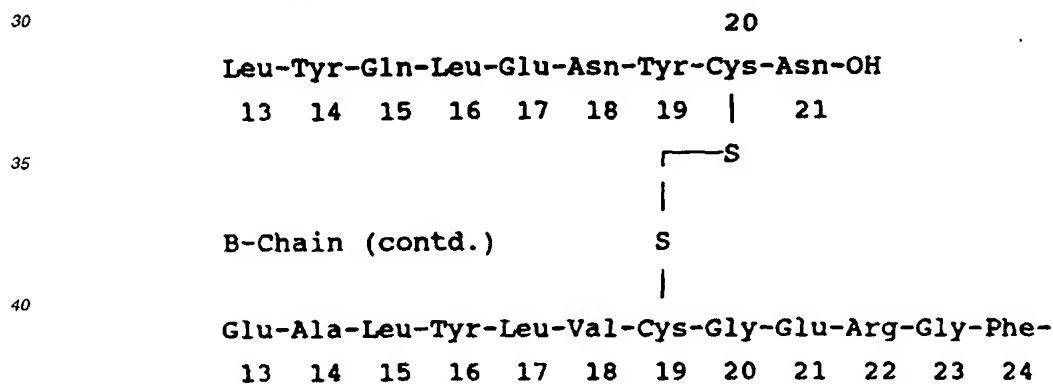 30
20
Leu-Tyr-Gln-Leu-Glu-Asn-Tyr-Cys-Asn-OH
13 14 15 16 17 18 19 | 21
35
S
|
B-Chain (contd.) S
|
40
Glu-Ala-Leu-Tyr-Leu-Val-Cys-Gly-Glu-Arg-Gly-Phe-
13 14 15 16 17 18 19 20 21 22 23 24